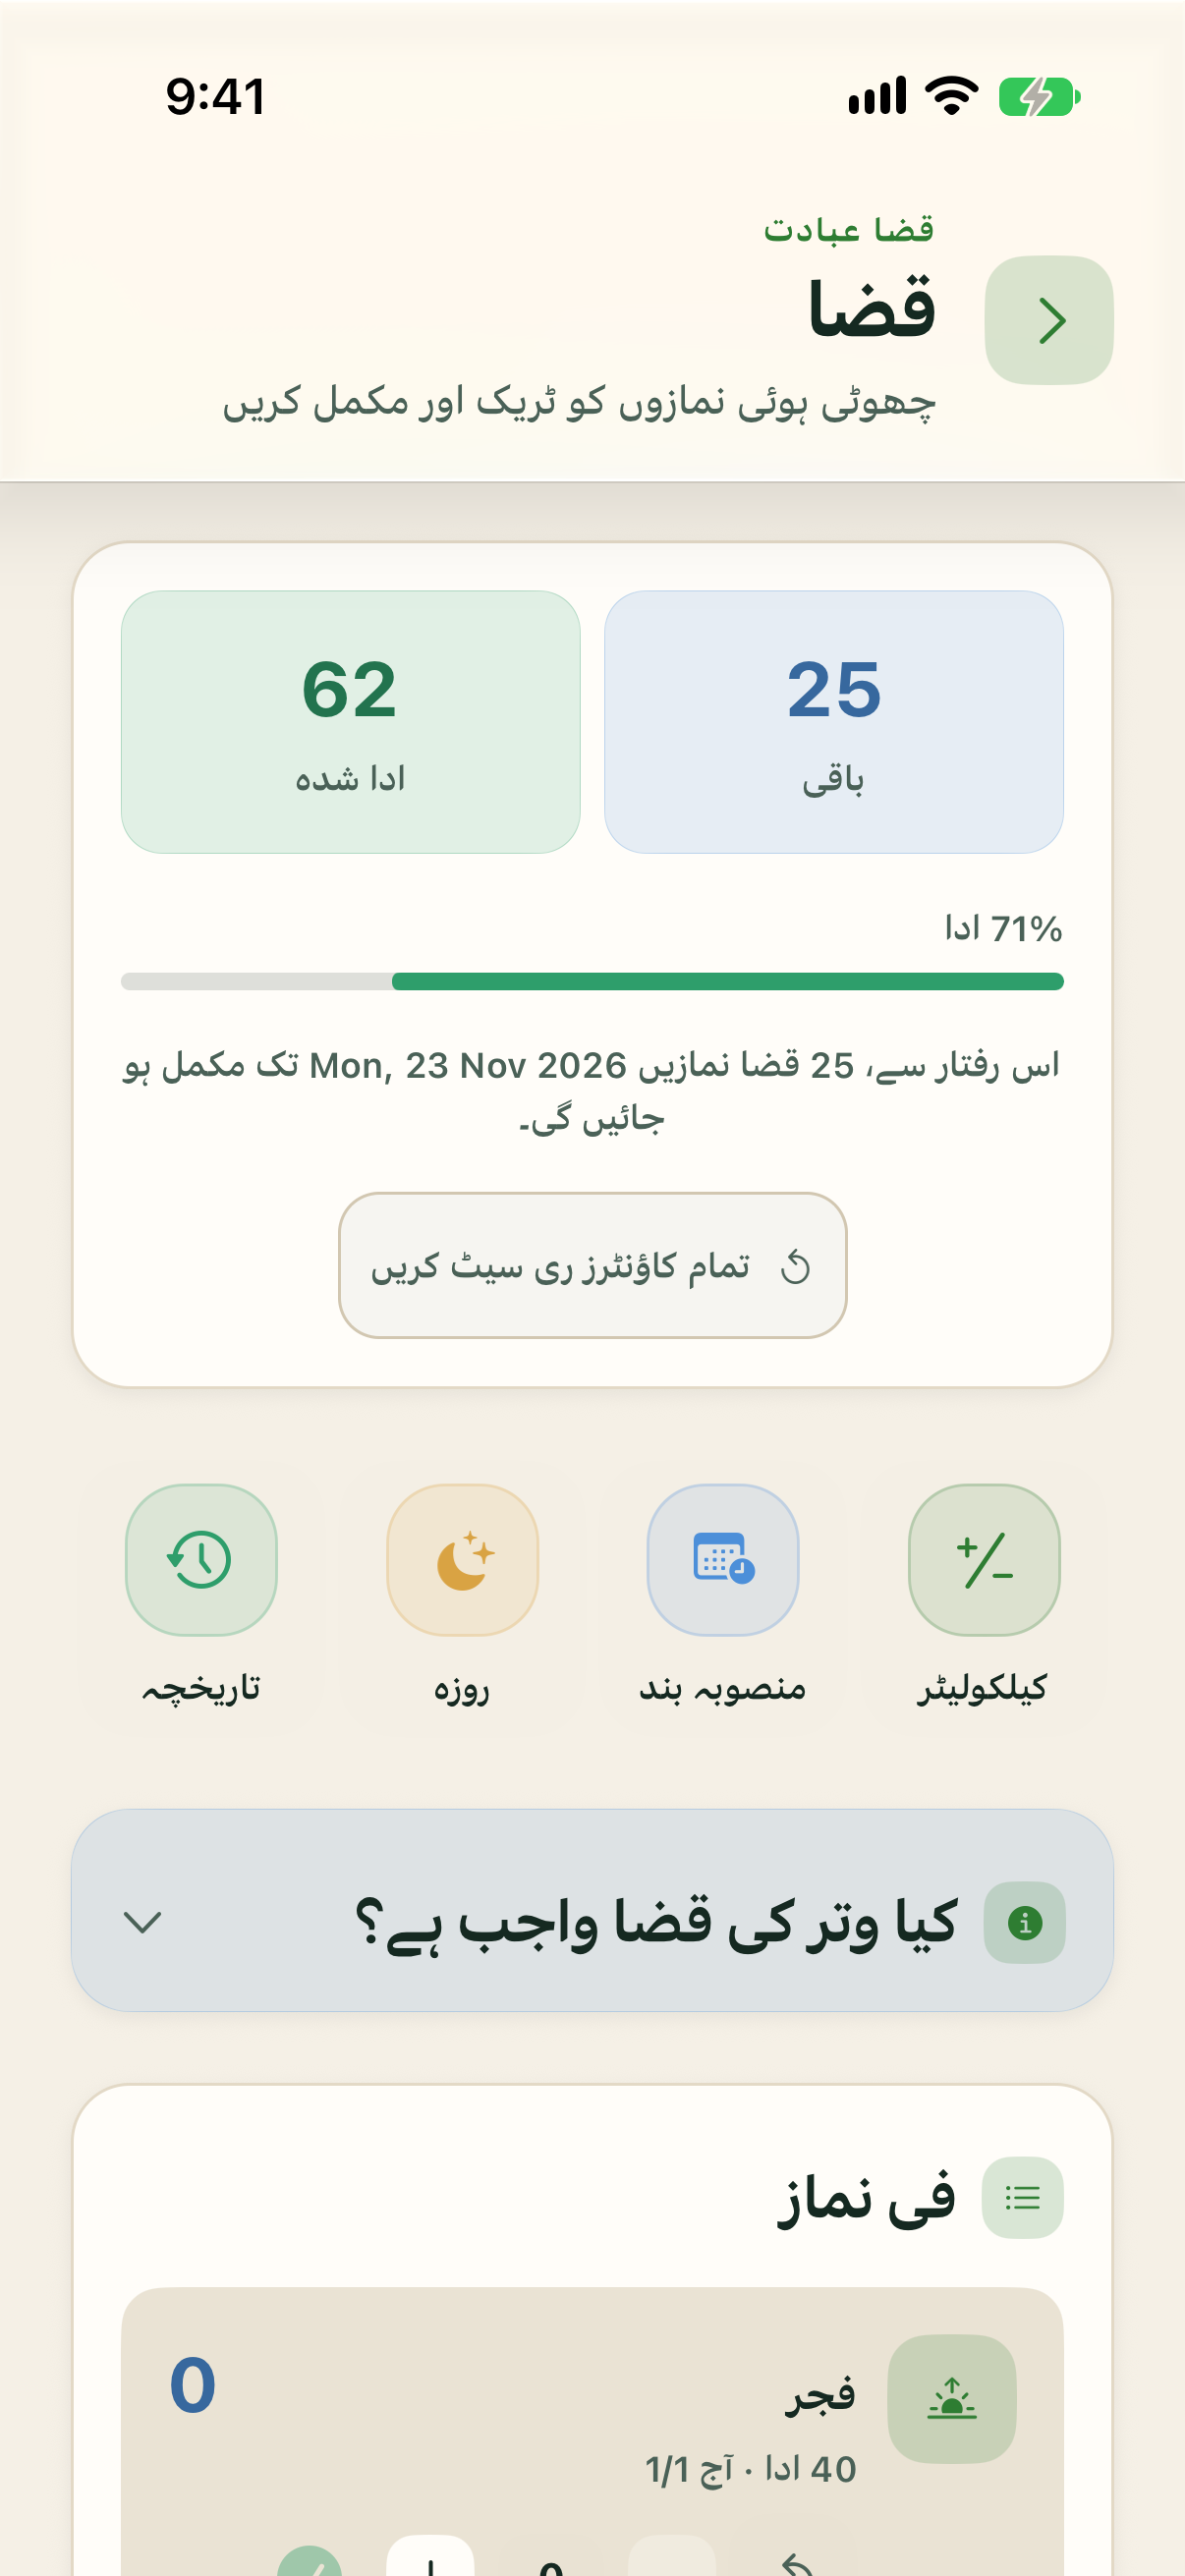 9:41
قضا عبادت
قضا
چھوٹی ہوئی نمازوں کو ٹریک اور مکمل کریں
25
باقی
62
ادا شدہ
71% ادا
اس رفتار سے، 25 قضا نمازیں Mon, 23 Nov 2026 تک مکمل ہو
جائیں گی۔
تمام کاؤنٹرز ری سیٹ کریں
کیلکولیٹر
منصوبہ بند
روزہ
تاریخچہ
کیا وتر کی قضا واجب ہے؟
فی نماز
فجر
0
40 ادا · آج 1/1